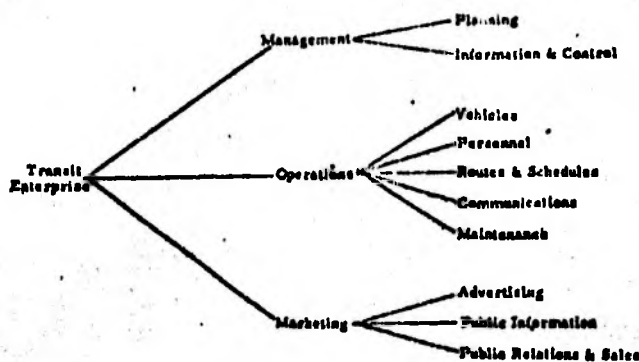 Planning
Management
Information & Control
Vehicles
Personnel
Transit
Enterprise
Operations
Routes & Schedules
Communications
Maintenance
Advertising
Marketing
Public Information
Public Relations & Sales